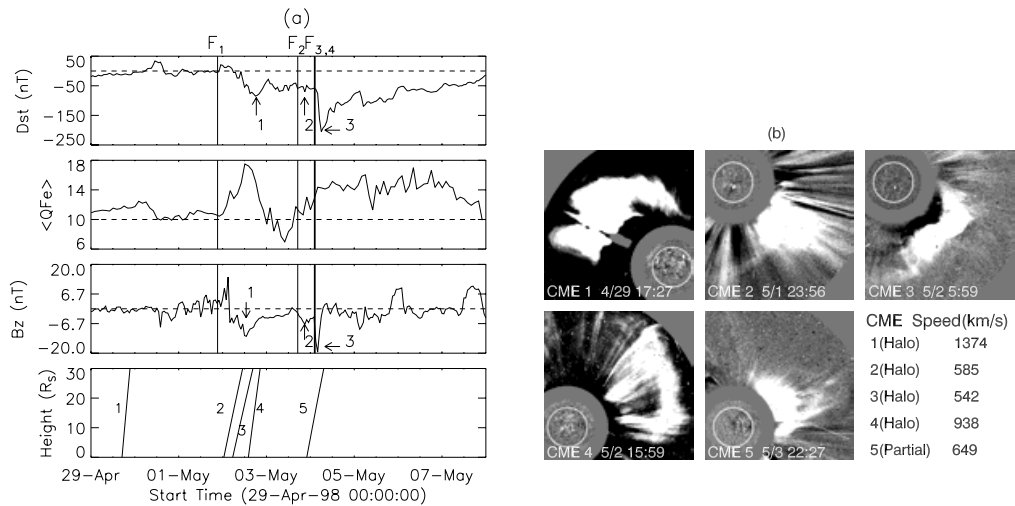 (a)
F1 F2 F3,4
50
0
-50
-150
-250
Dst (nT)
1
2
3
18
14
10
6
<QFe>
20.0
6.7
-6.7
-20.0
Bz (nT)
1
2
3
30
20
10
0
Height (Rs)
1
2
3
4
5
29-Apr 01-May 03-May 05-May 07-May
Start Time (29-Apr-98 00:00:00)
(b)
CME 1 4/29 17:27
CME 2 5/1 23:56
CME 3 5/2 5:59
CME 4 5/2 15:59
CME 5 5/3 22:27
CME Speed(km/s)
1(Halo) 1374
2(Halo) 585
3(Halo) 542
4(Halo) 938
5(Partial) 649